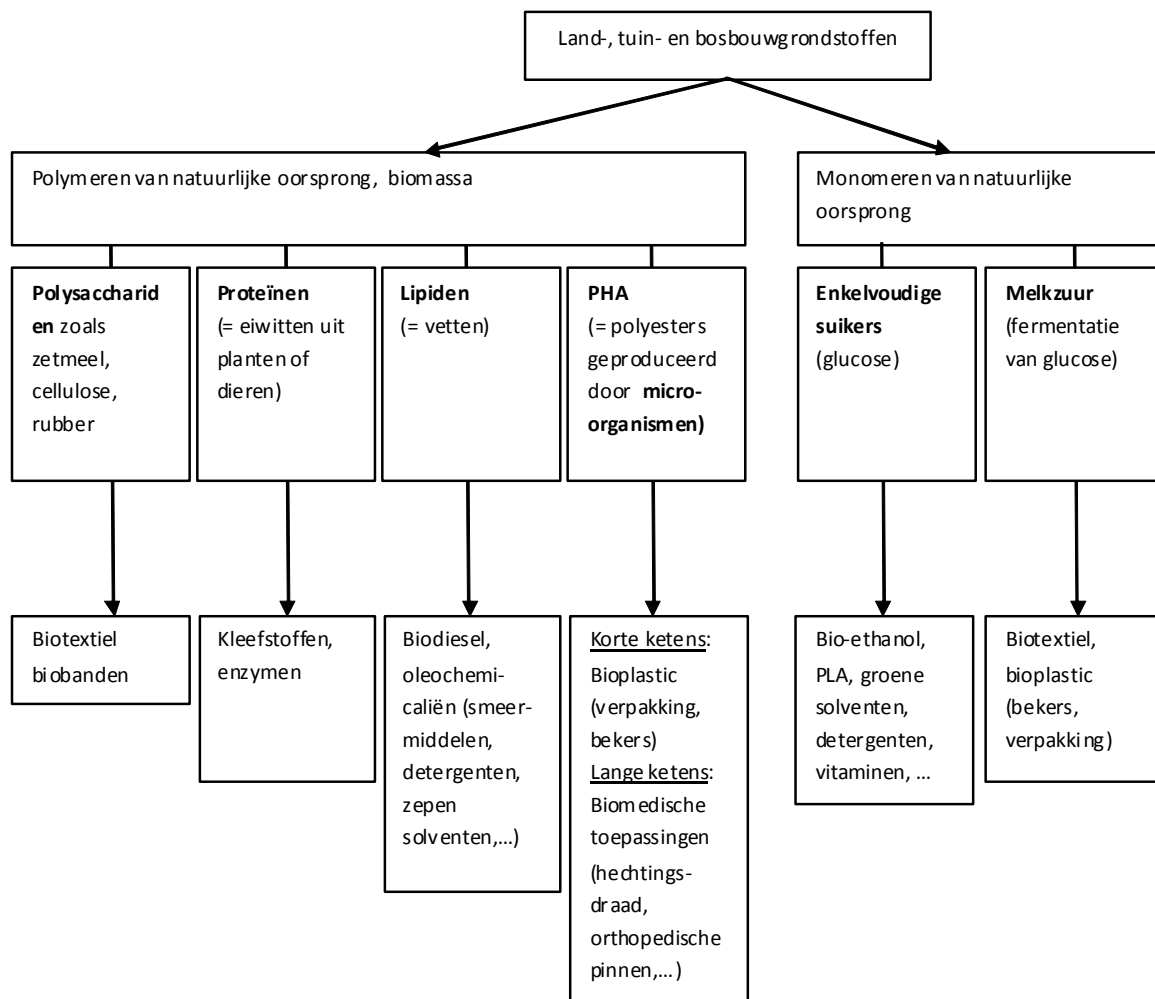 Land-, tuin- en bosbouwgrondstoffen
Polymeren van natuurlijke oorsprong, biomassa
Monomeren van natuurlijke
oorsprong
Polysaccharid
en zoals
zetmeel,
cellulose,
rubber
Proteïnen
(= eiwitten uit
planten of
dieren)
Lipiden
(= vetten)
PHA
(= polyesters
geproduceerd
door micro-
organismen)
Enkelvoudige
suikers
(glucose)
Melkzuur
(fermentatie
van glucose)
Biotextiel
biobanden
Kleefstoffen,
enzymen
Biodiesel,
oleochemi-
caliën (smeer-
middelen,
detergenten,
zepen
solventen,...)
Korte ketens:
Bioplastic
(verpakking,
bekers)
Lange ketens:
Biomedische
toepassingen
(hechtings-
draad,
orthopedische
pinnen,...)
Bio-ethanol,
PLA, groene
solventen,
detergenten,
vitaminen, ...
Biotextiel,
bioplastic
(bekers,
verpakking)